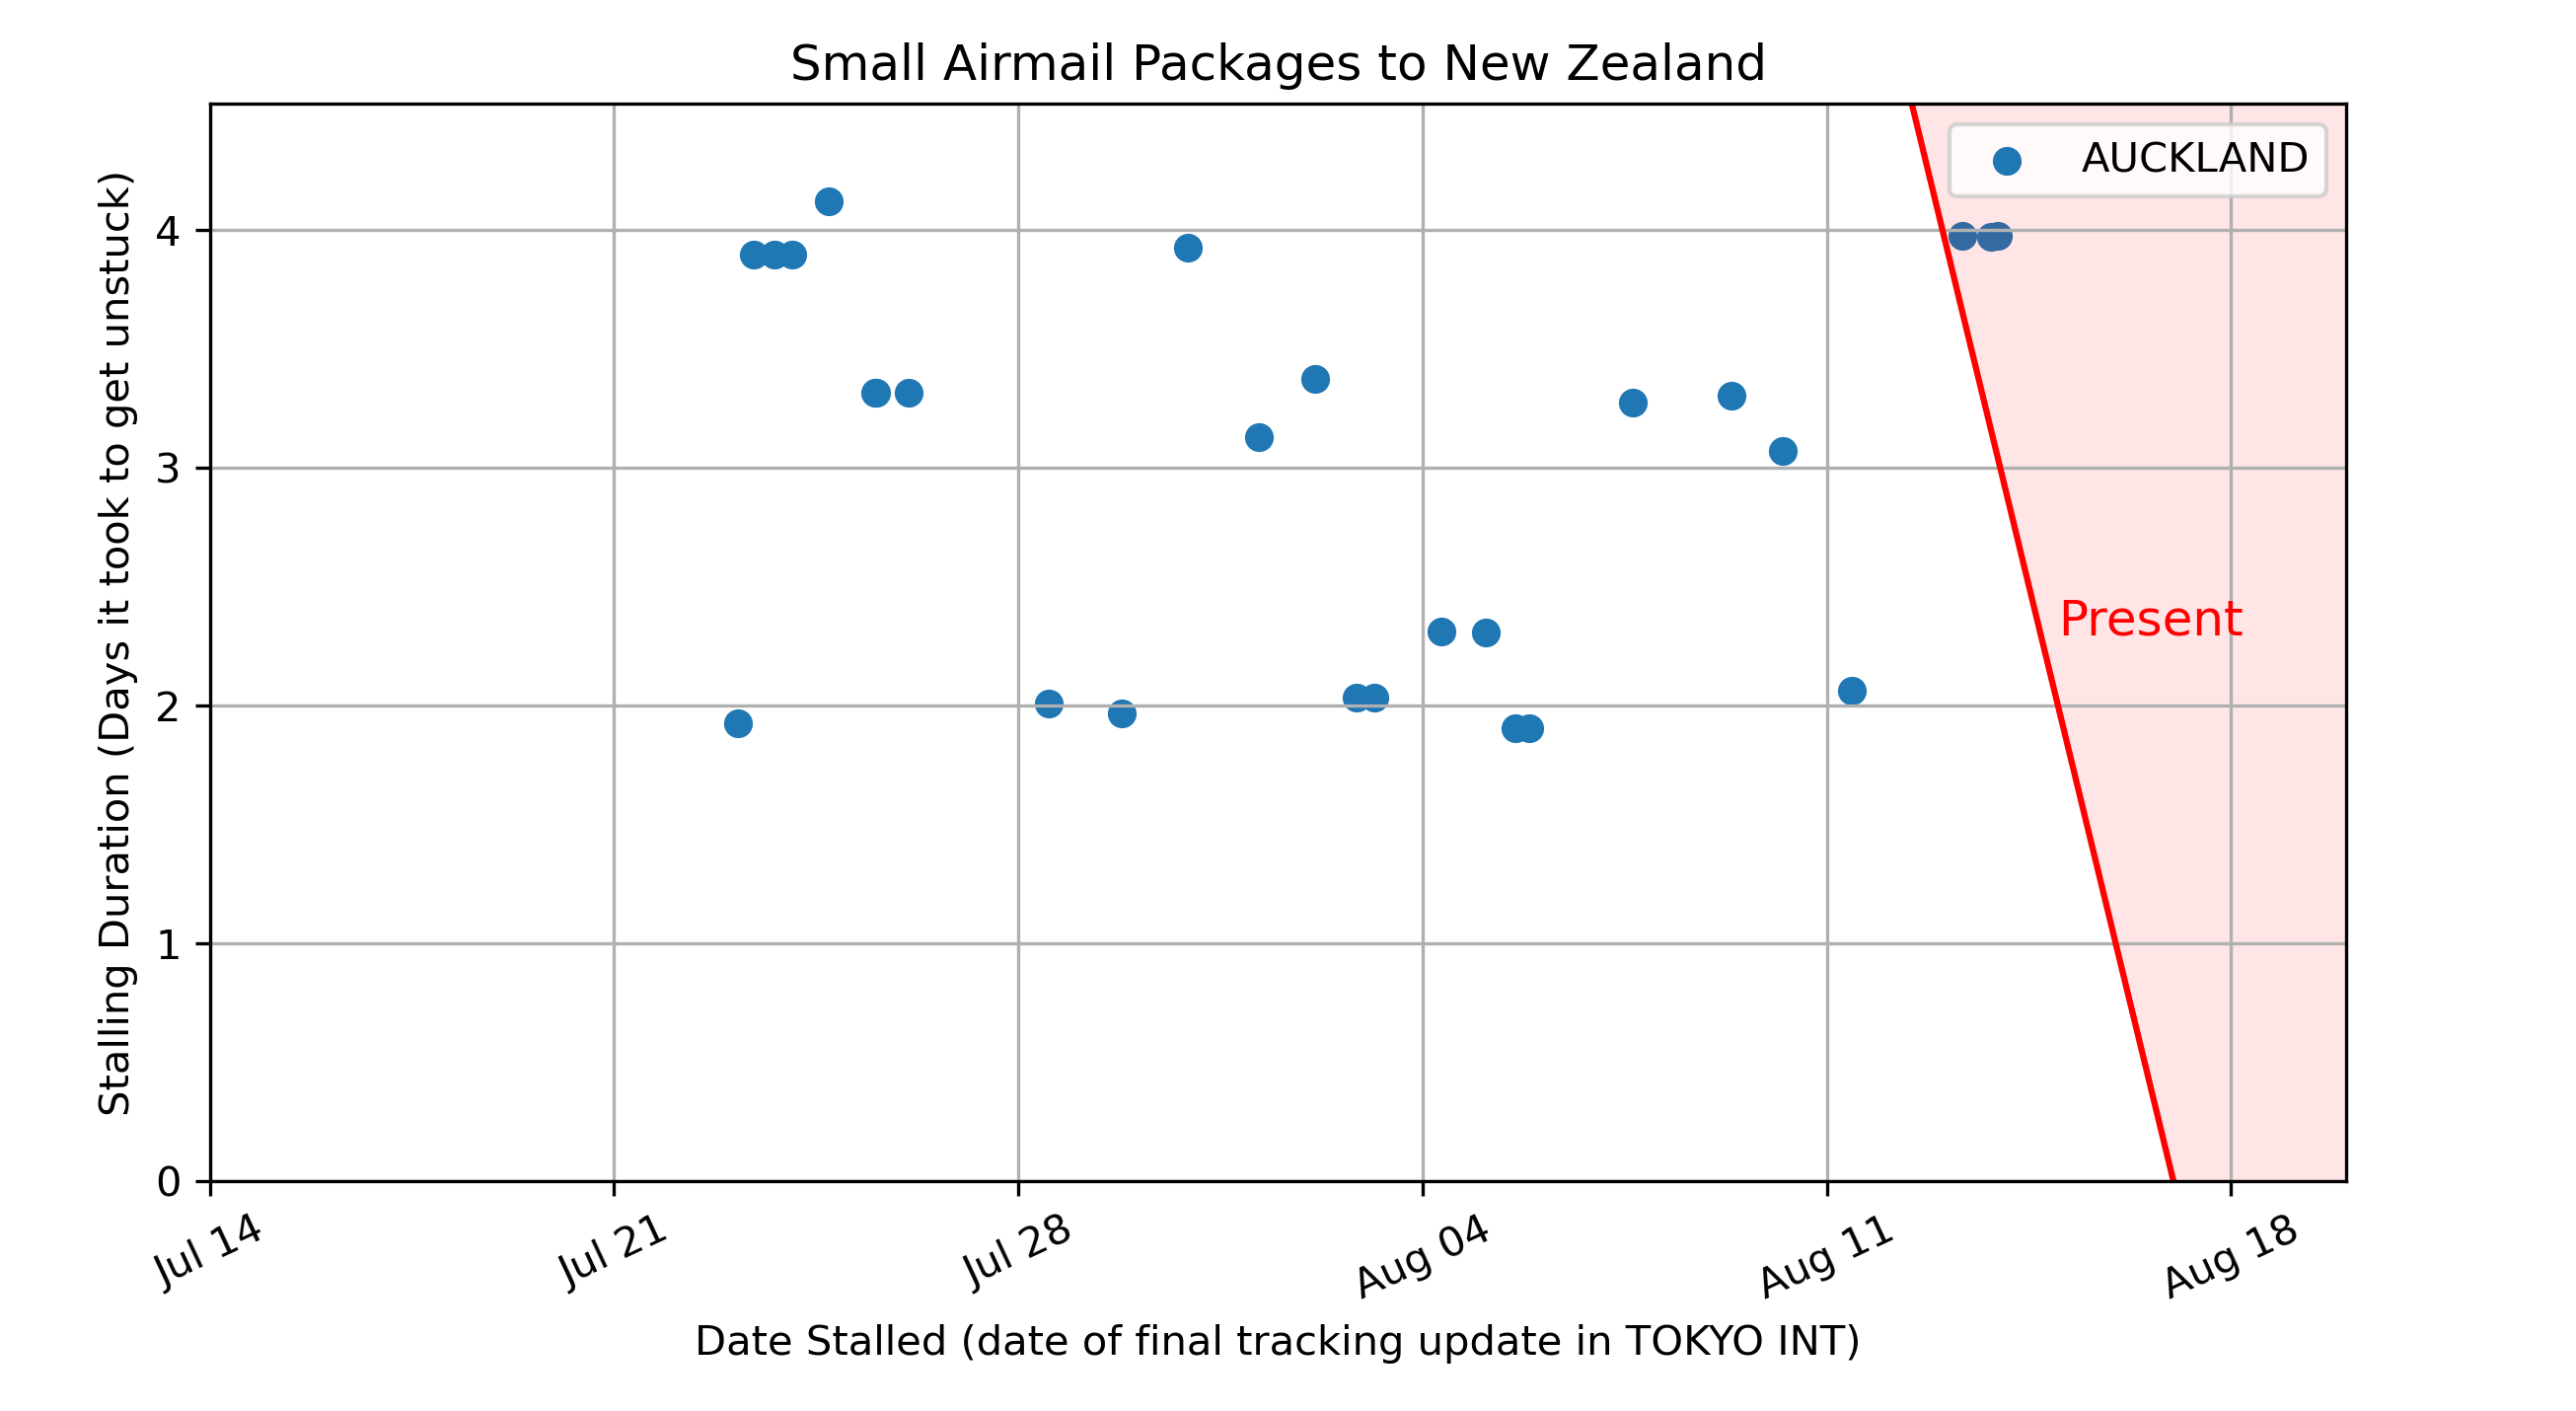 Small Airmail Packages to New Zealand
AUCKLAND
Stalling Duration (Days it took to get unstuck)
4
3
2
1
0
Present
Jul 14
Jul 21
Jul 28
Aug 04
Aug 11
Aug 18
Date Stalled (date of final tracking update in TOKYO INT)